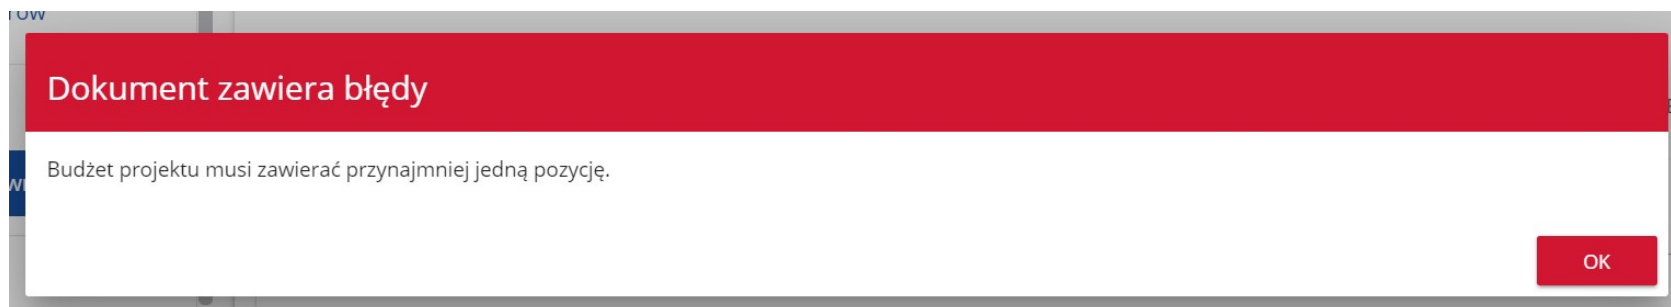 Dokument zawiera błędy
Budżet projektu musi zawierać przynajmniej jedną pozycję.
OK